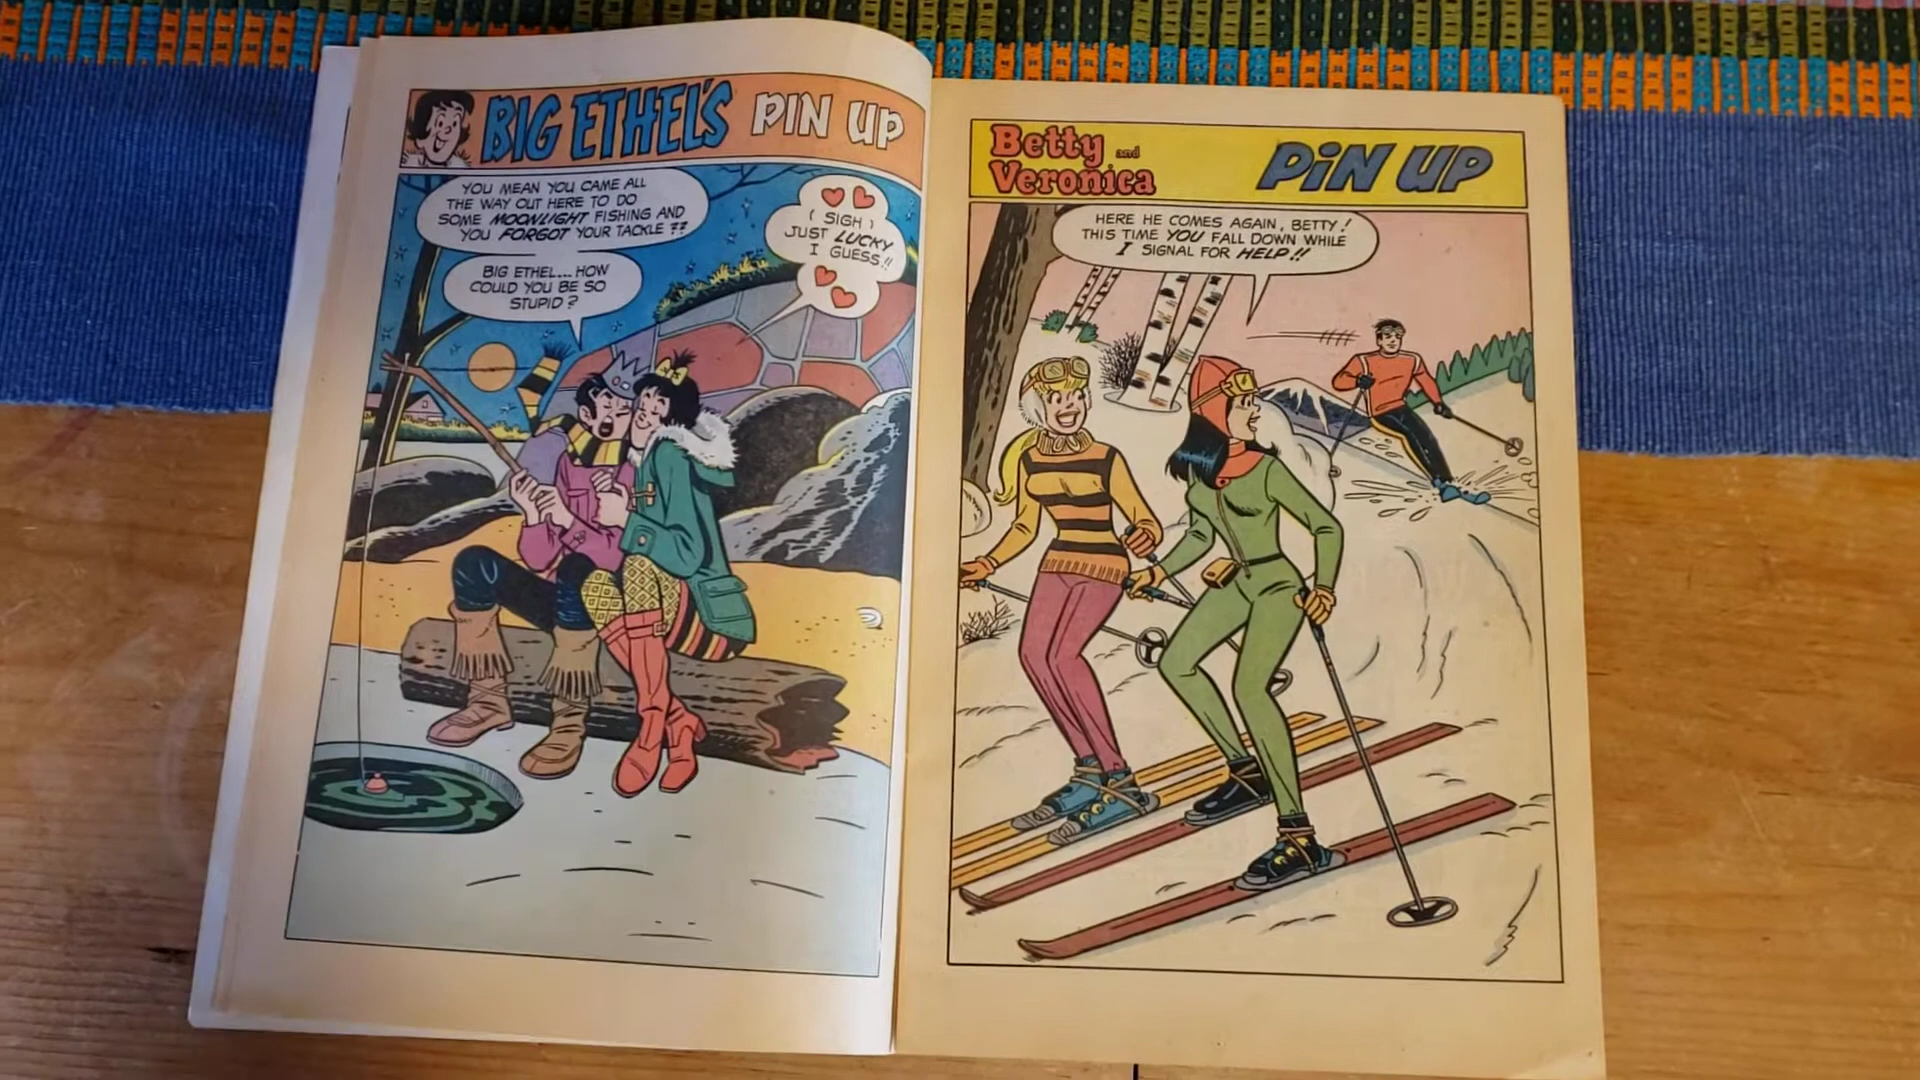 BIG ETHEL'S PIN UP
YOU MEAN YOU CAME ALL
THE WAY OUT HERE TO DO
SOME MOONLIGHT FISHING AND
YOU FORGOT YOUR TACKLE ??
BIG ETHEL... HOW
COULD YOU BE SO
STUPID?
( SIGH )
JUST LUCKY
I GUESS!!
Betty and
Veronica
PIN UP
HERE HE COMES AGAIN, BETTY!
THIS TIME YOU FALL DOWN WHILE
I SIGNAL FOR HELP!!